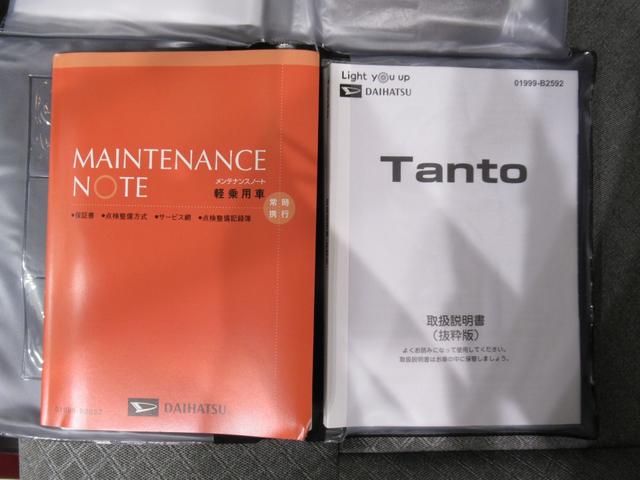 MAINTENANCE
NOTE
メンテナンスノート
軽乗用車
•保証書 •点検整備方式 •サービス網 •点検整備記録簿
常時
携行
DAIHATSU
Light you up
DAIHATSU
01999-B2592
Tanto
取扱説明書
(抜粋版)
よくお読みになって使用してください。
取扱説明書はお車の中に保管しましょう。